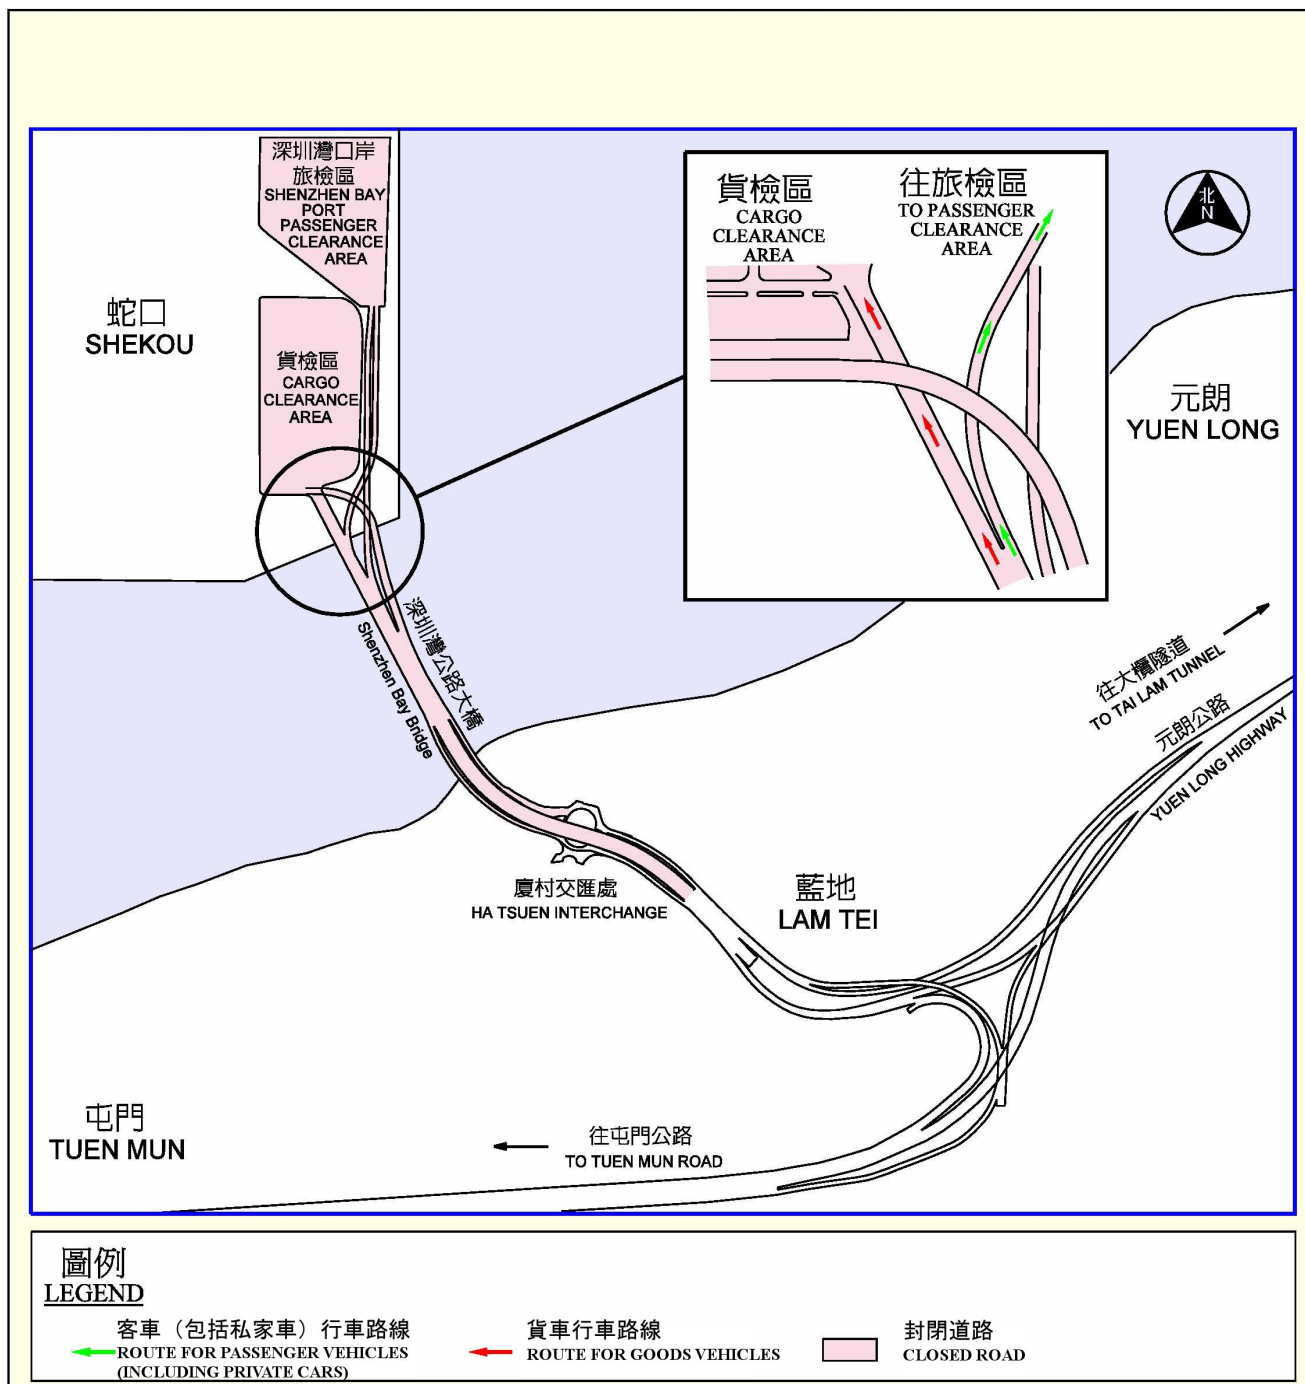 深圳灣口岸
旅檢區
SHENZHEN BAY
PORT
PASSENGER
CLEARANCE
AREA
貨檢區
CARGO
CLEARANCE
AREA
往旅檢區
TO PASSENGER
CLEARANCE
AREA
北
N
蛇口
SHEKOU
貨檢區
CARGO
CLEARANCE
AREA
元朗
YUEN LONG
深圳灣公路大橋
Shenzhen Bay Bridge
往大欖隧道
TO TAI LAM TUNNEL
元朗公路
YUEN LONG HIGHWAY
廈村交匯處
HA TSUEN INTERCHANGE
藍地
LAM TEI
屯門
TUEN MUN
往屯門公路
TO TUEN MUN ROAD
圖例
LEGEND
客車（包括私家車）行車路線
ROUTE FOR PASSENGER VEHICLES
(INCLUDING PRIVATE CARS)
貨車行車路線
ROUTE FOR GOODS VEHICLES
封閉道路
CLOSED ROAD